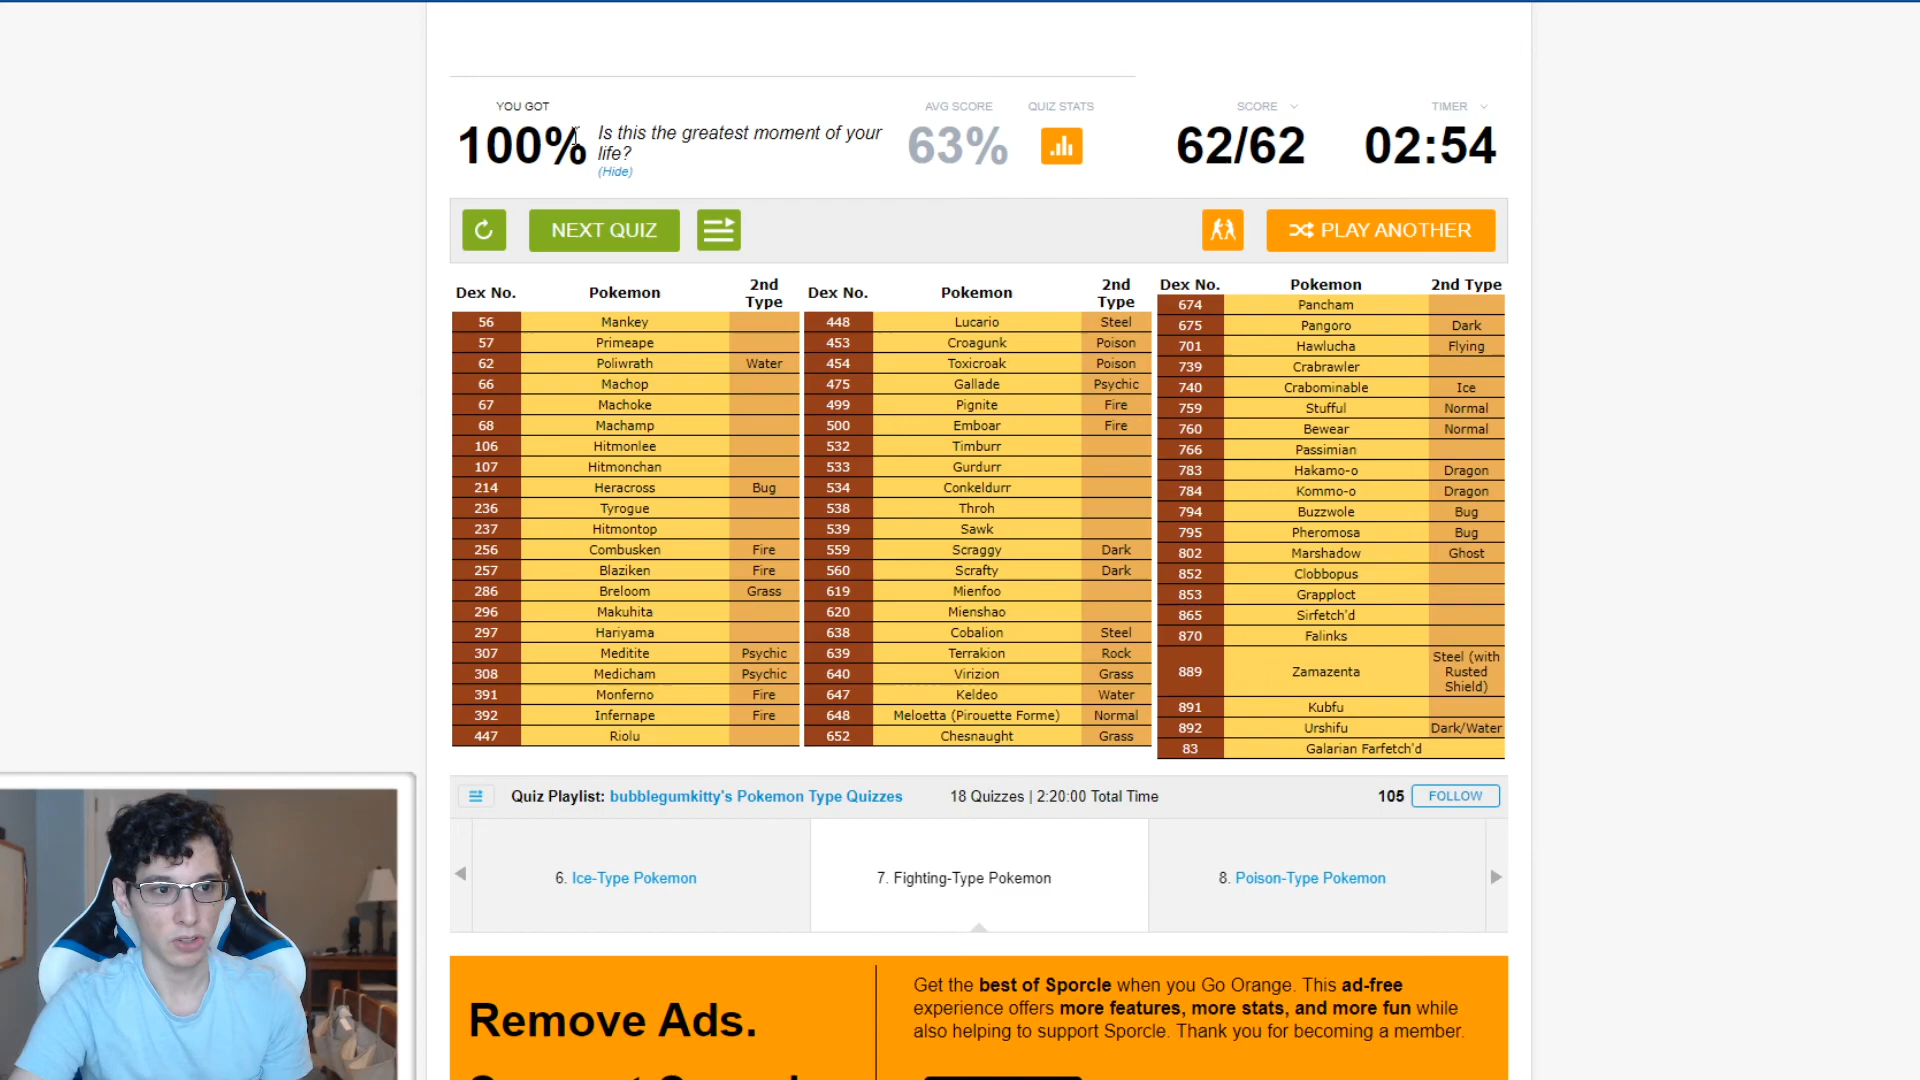 YOU GOT
100%
Is this the greatest moment of your
life?
(Hide)
AVG SCORE
63%
QUIZ STATS
SCORE
62/62
TIMER
02:54
NEXT QUIZ
PLAY ANOTHER
Dex No. Pokemon 2nd Type
56 Mankey
57 Primeape
62 Poliwrath Water
66 Machop
67 Machoke
68 Machamp
106 Hitmonlee
107 Hitmonchan
214 Heracross Bug
236 Tyrogue
237 Hitmontop
256 Combusken Fire
257 Blaziken Fire
286 Breloom Grass
296 Makuhita
297 Hariyama
307 Meditite Psychic
308 Medicham Psychic
391 Monferno Fire
392 Infernape Fire
447 Riolu
Dex No. Pokemon 2nd Type
448 Lucario Steel
453 Croagunk Poison
454 Toxicroak Poison
475 Gallade Psychic
499 Pignite Fire
500 Emboar Fire
532 Timburr
533 Gurdurr
534 Conkeldurr
538 Throh
539 Sawk
559 Scraggy Dark
560 Scrafty Dark
619 Mienfoo
620 Mienshao
638 Cobalion Steel
639 Terrakion Rock
640 Virizion Grass
647 Keldeo Water
648 Meloetta (Pirouette Forme) Normal
652 Chesnaught Grass
Dex No. Pokemon 2nd Type
674 Pancham
675 Pangoro Dark
701 Hawlucha Flying
739 Crabrawler
740 Crabominable Ice
759 Stufful Normal
760 Bewear Normal
766 Passimian
783 Hakamo-o Dragon
784 Kommo-o Dragon
794 Buzzwole Bug
795 Pheromosa Bug
802 Marshadow Ghost
852 Clobbopus
853 Grapploct
865 Sirfetch'd
870 Falinks
889 Zamazenta Steel (with Rusted Shield)
891 Kubfu
892 Urshifu Dark/Water
83 Galarian Farfetch'd
Quiz Playlist: bubblegumkitty's Pokemon Type Quizzes 18 Quizzes | 2:20:00 Total Time 105 FOLLOW
6. Ice-Type Pokemon
7. Fighting-Type Pokemon
8. Poison-Type Pokemon
Remove Ads.
Get the best of Sporcle when you Go Orange. This ad-free
experience offers more features, more stats, and more fun while
also helping to support Sporcle. Thank you for becoming a member.